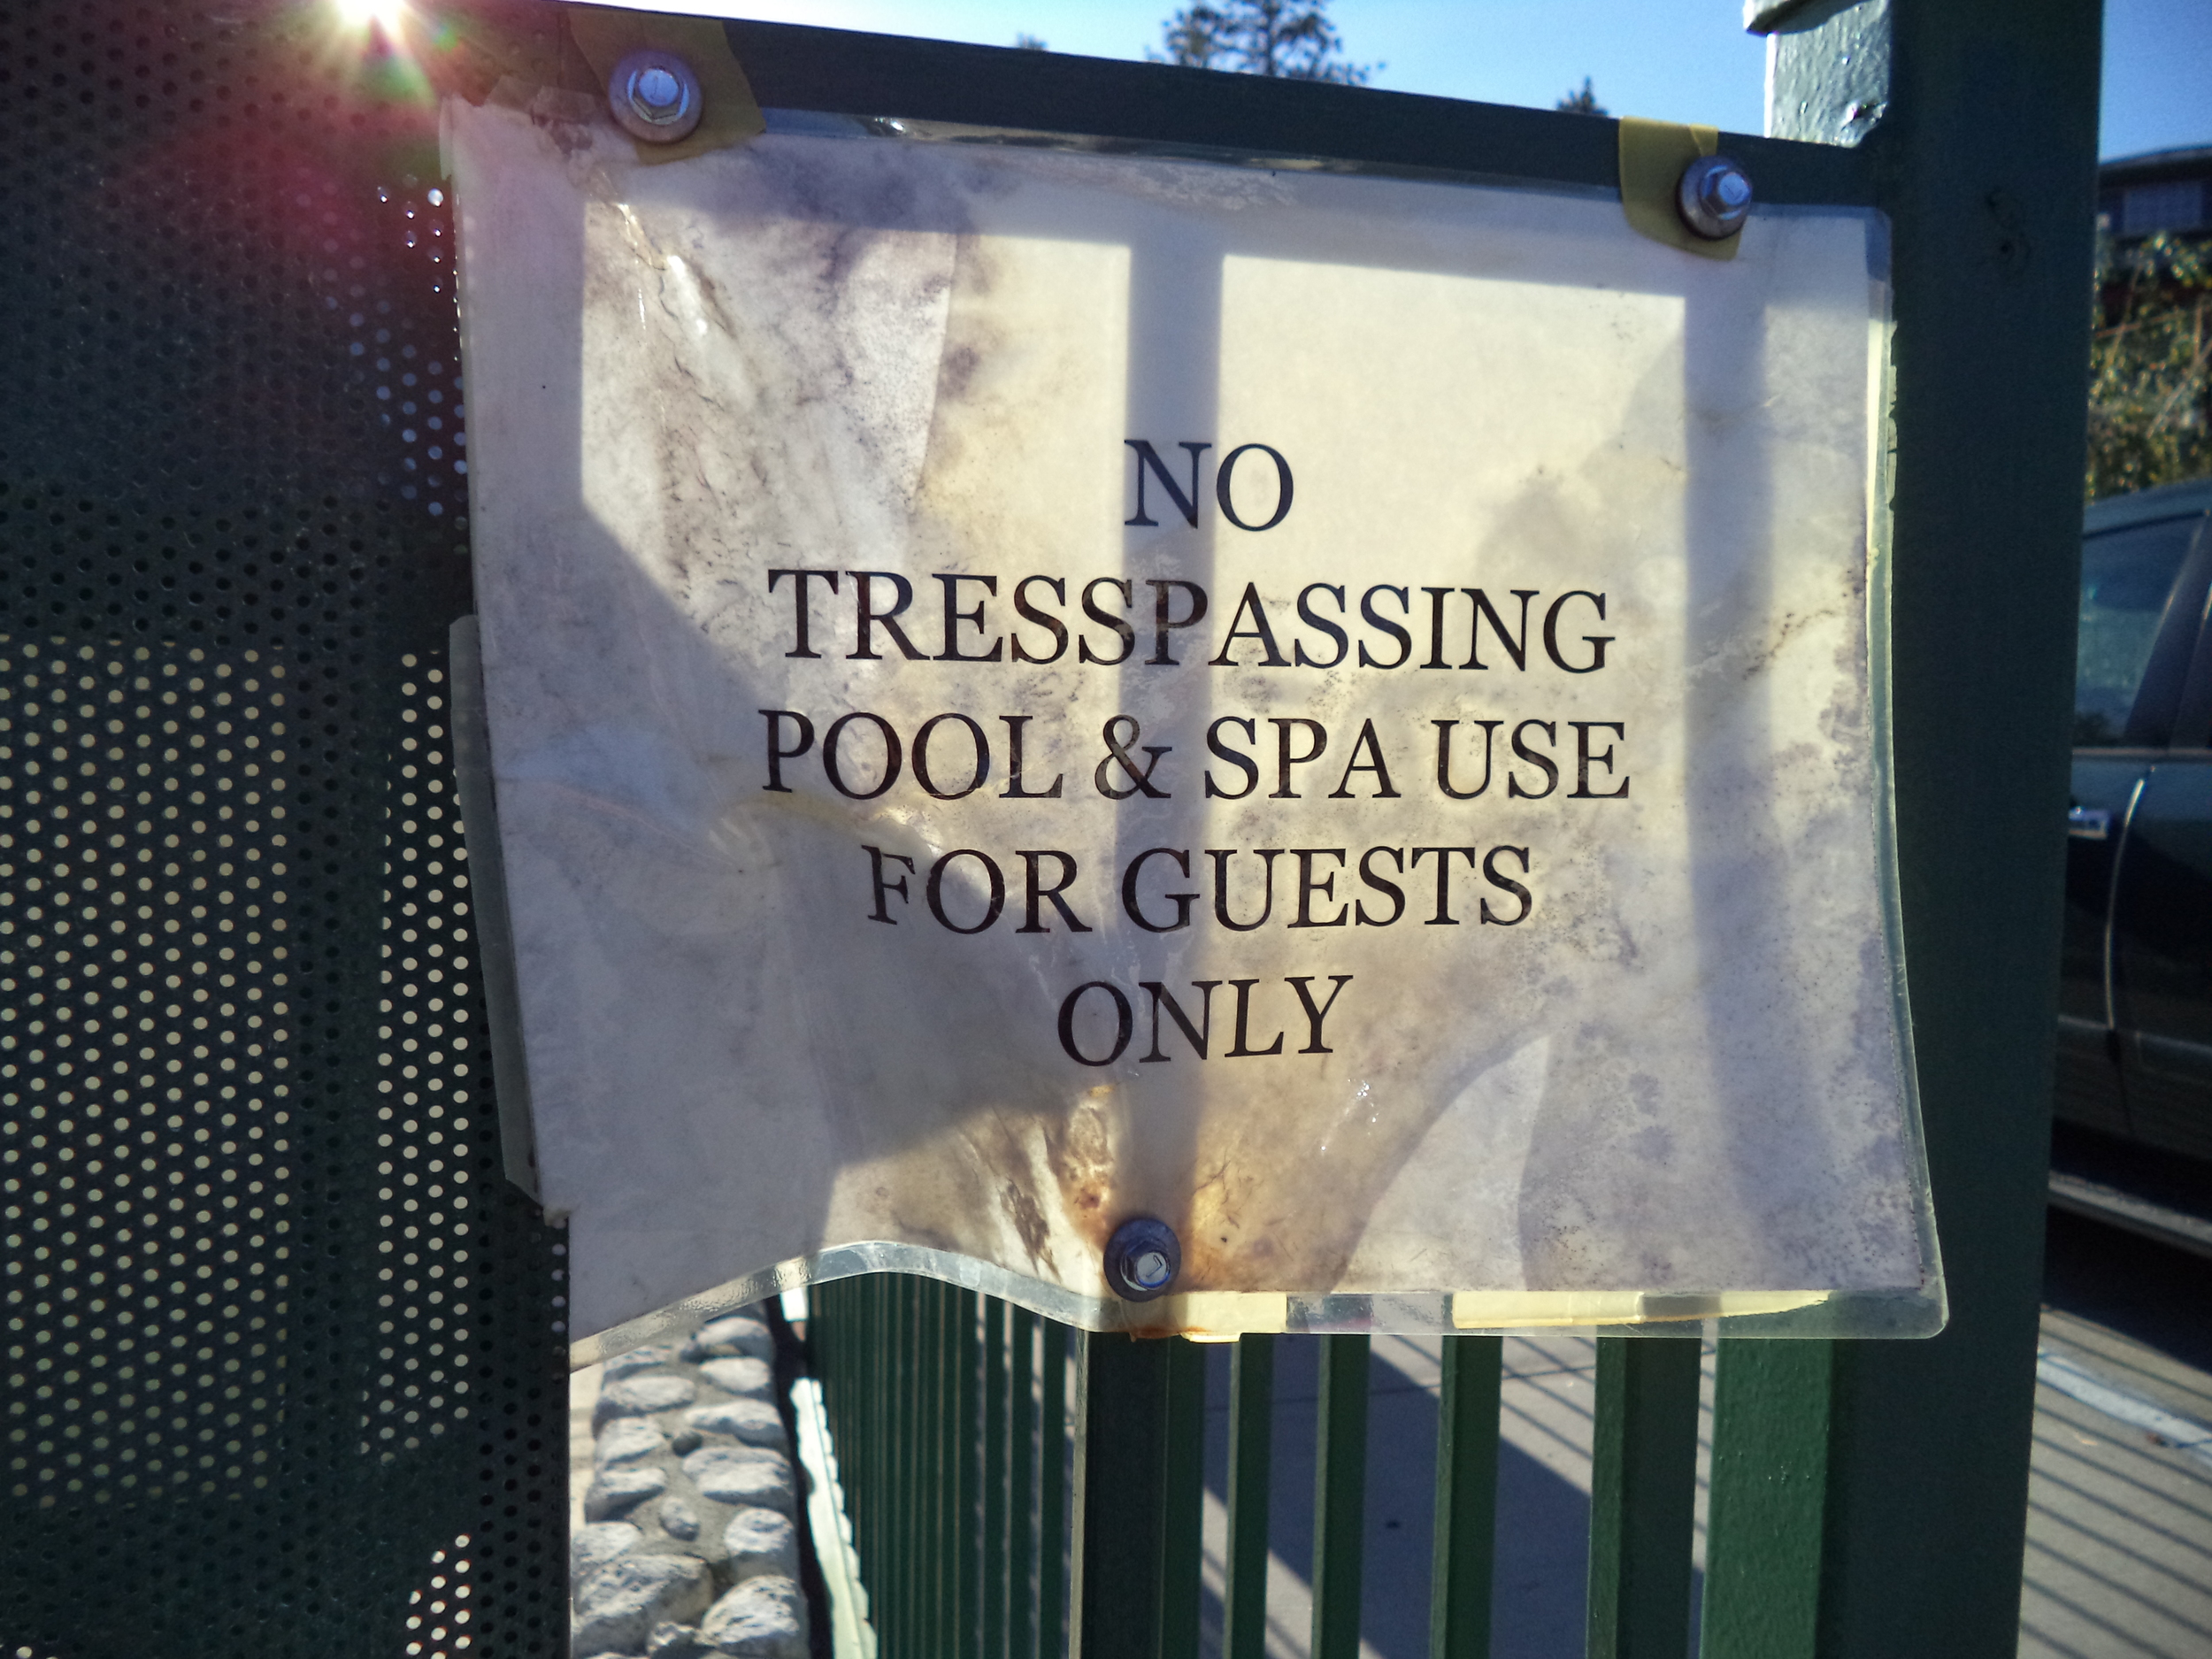 NO
TRESSPASSING
POOL & SPA USE
FOR GUESTS
ONLY